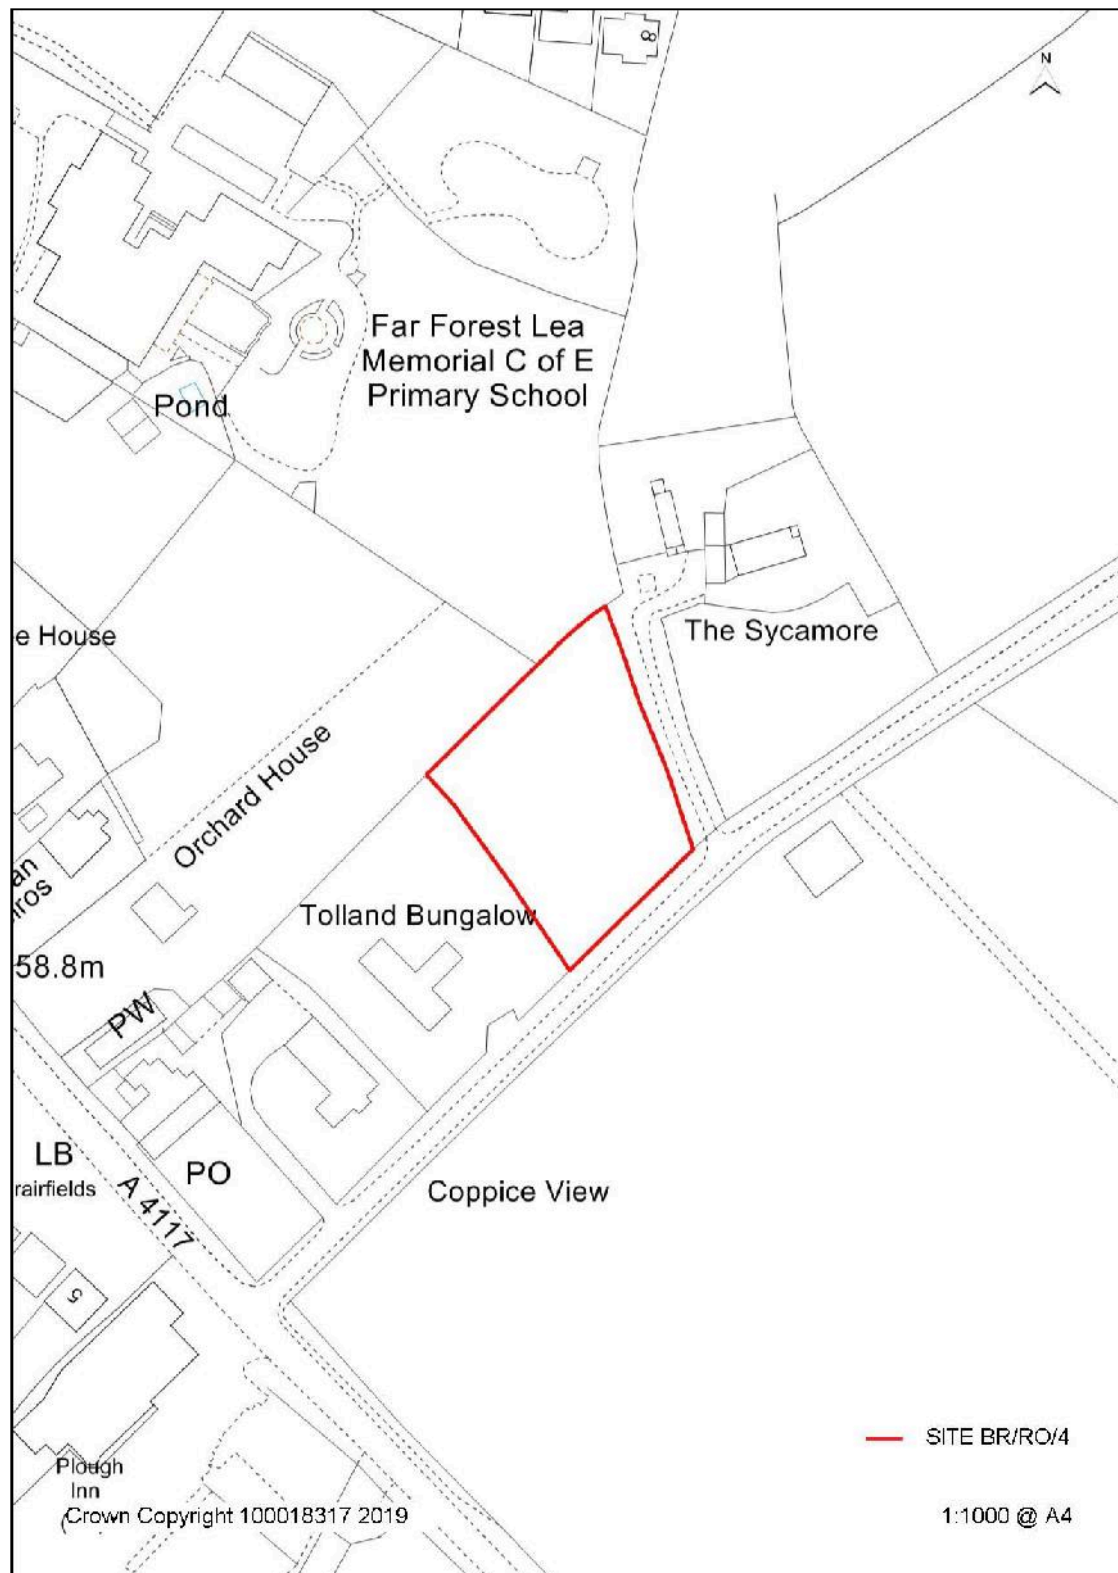 8
N
Far Forest Lea
Memorial C of E
Primary School
Pond
The Sycamore
e House
Orchard House
an
iros
Tolland Bungalow
58.8m
PW
LB
rairfields
PO
A 4117
Coppice View
5
SITE BR/RO/4
Plough
Inn
Crown Copyright 100018317 2019
1:1000 @ A4